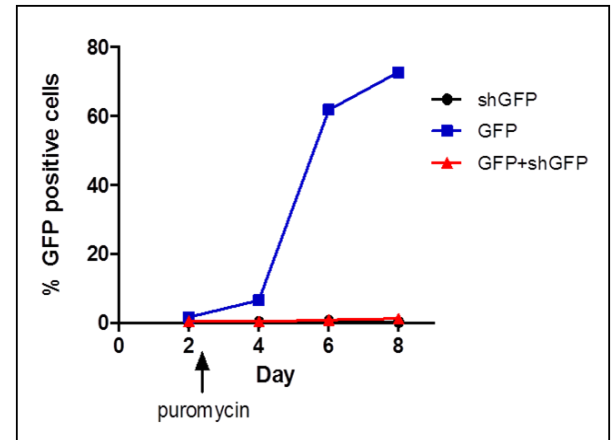 80
60
40
20
0
% GFP positive cells
0 2 4 6 8
Day
puromycin
shGFP
GFP
GFP+shGFP